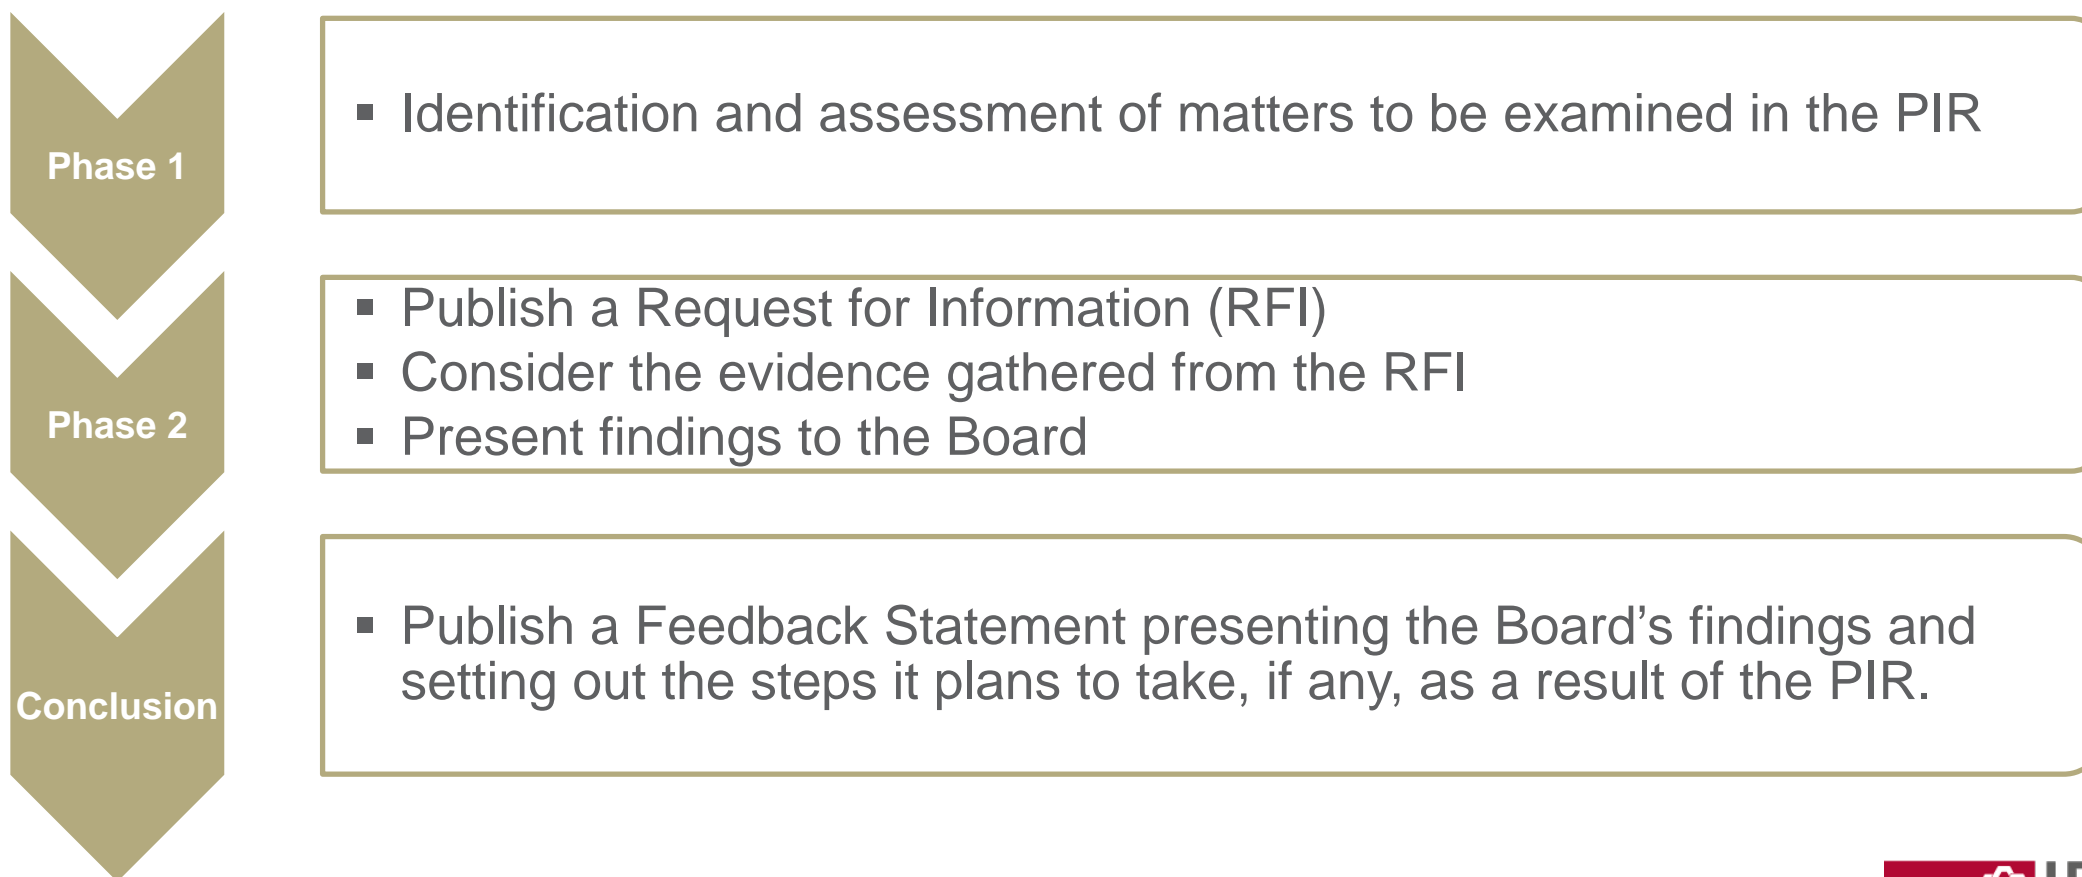 Phase 1
▪ Identification and assessment of matters to be examined in the PIR
Phase 2
▪ Publish a Request for Information (RFI)
▪ Consider the evidence gathered from the RFI
▪ Present findings to the Board
Conclusion
▪ Publish a Feedback Statement presenting the Board’s findings and
setting out the steps it plans to take, if any, as a result of the PIR.